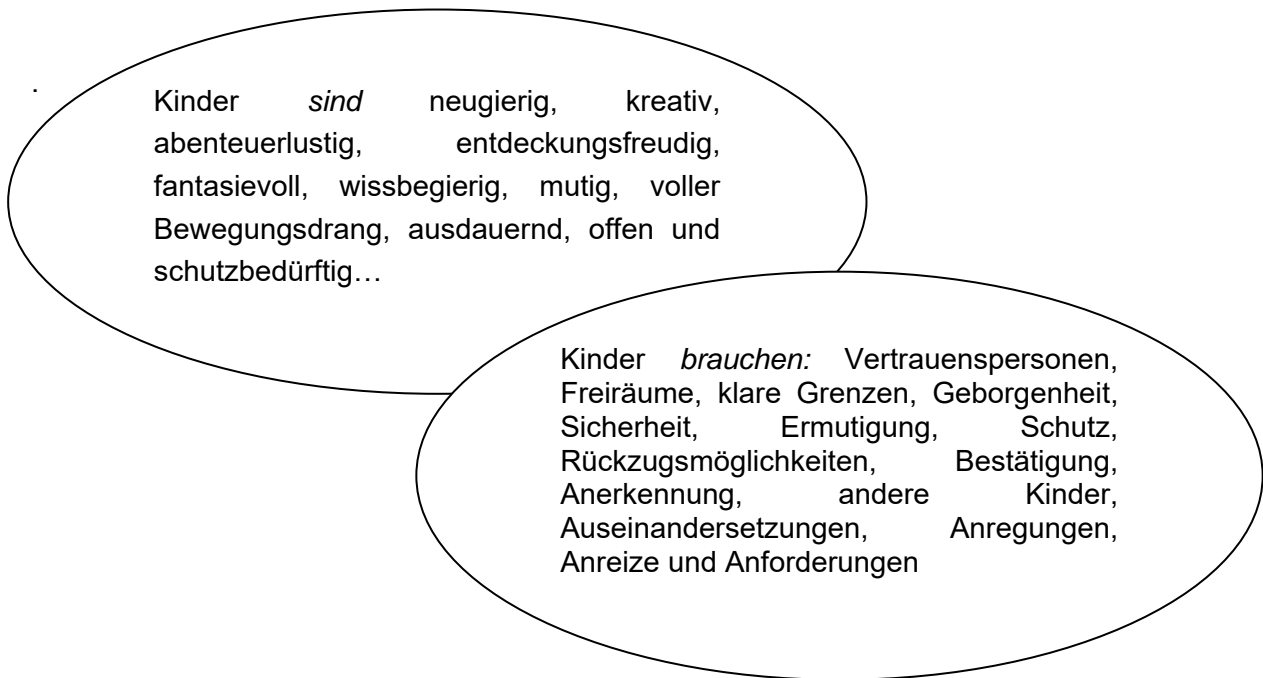 .
Kinder sind neugierig, kreativ,
abenteuerlustig, entdeckungsfreudig,
fantasievoll, wissbegierig, mutig, voller
Bewegungsdrang, ausdauernd, offen und
schutzbedürftig…
Kinder brauchen: Vertrauenspersonen,
Freiräume, klare Grenzen, Geborgenheit,
Sicherheit, Ermutigung, Schutz,
Rückzugsmöglichkeiten, Bestätigung,
Anerkennung, andere Kinder,
Auseinandersetzungen, Anregungen,
Anreize und Anforderungen